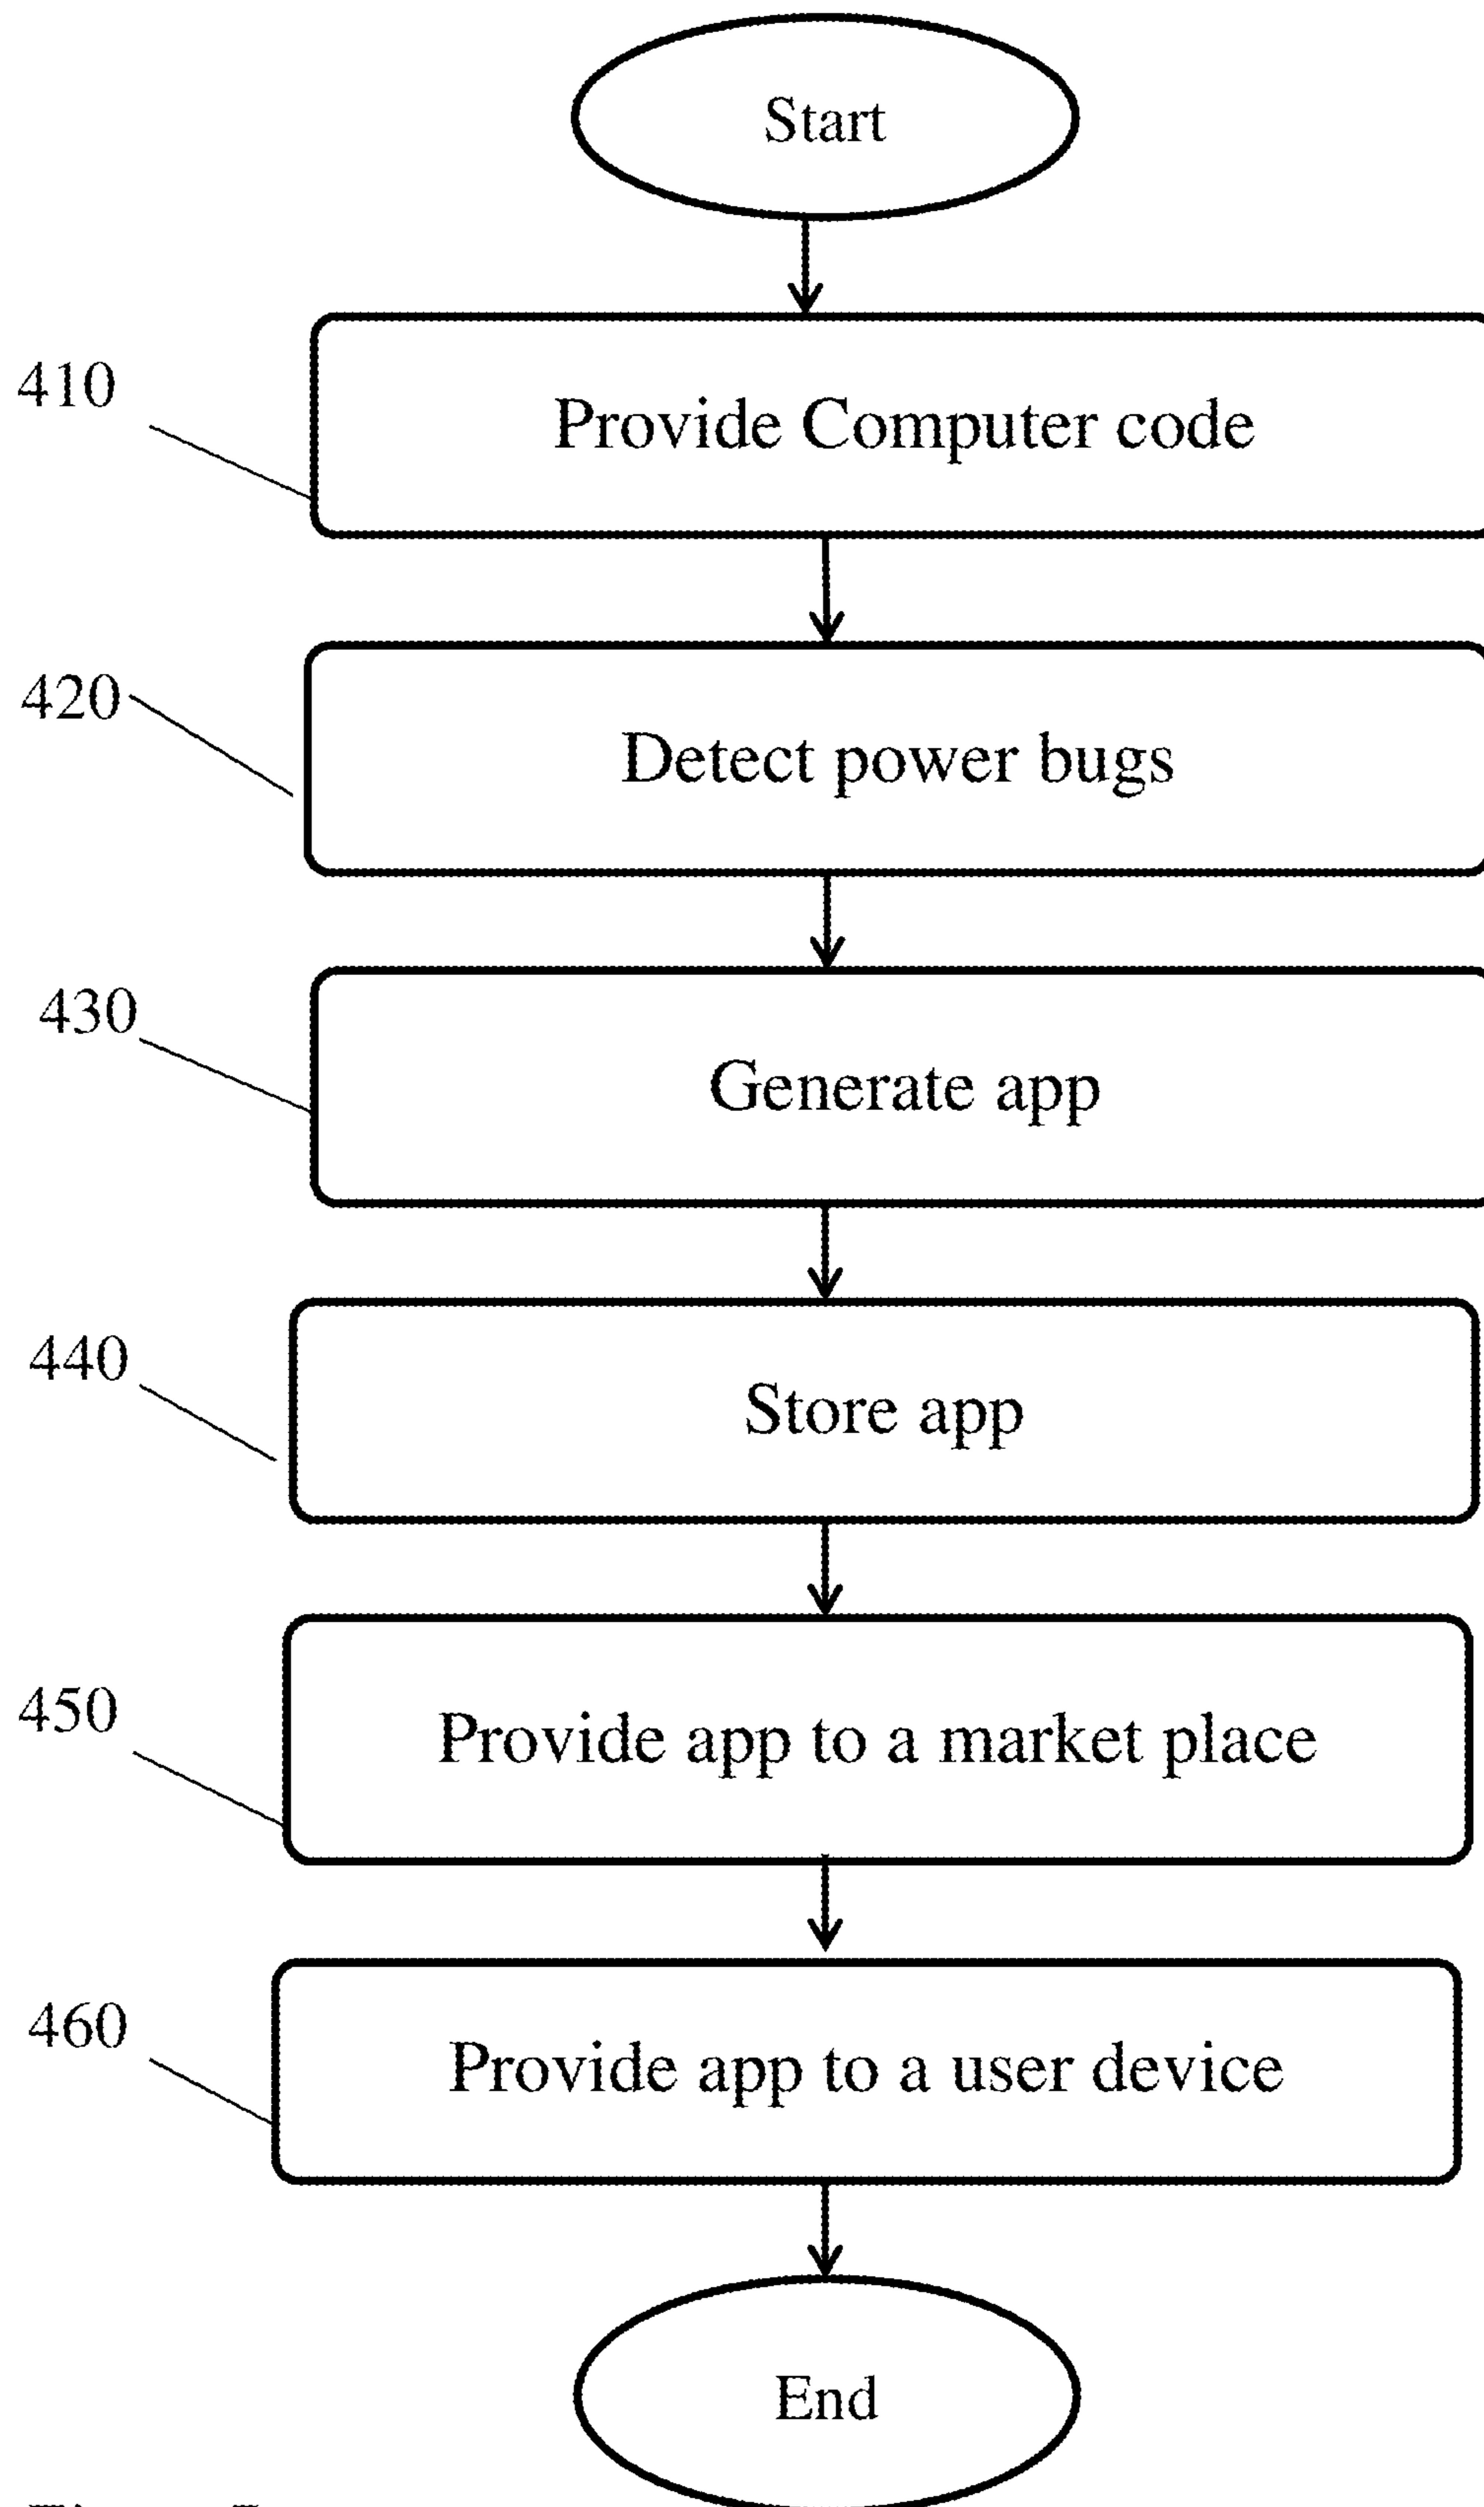 Start
410
Provide Computer code
420
Detect power bugs
430
Generate app
440
Store app
450
Provide app to a market place
460
Provide app to a user device
End